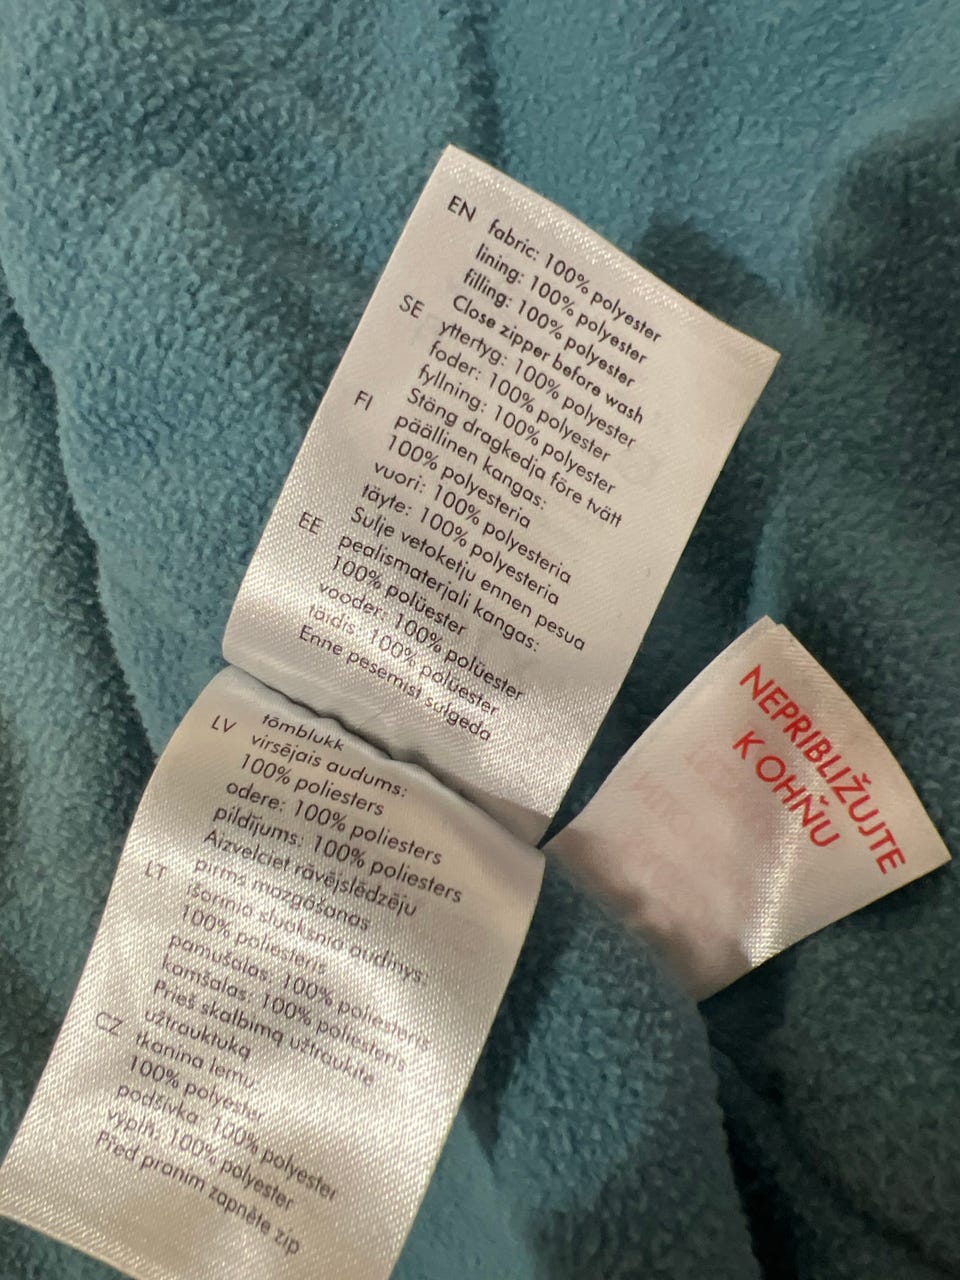 EN fabric: 100% polyester
lining: 100% polyester
filling: 100% polyester
Close zipper before wash
SE yttertyg: 100% polyester
foder: 100% polyester
fyllning: 100% polyester
Stäng dragkedja före tvätt
FI päällinen kangas:
100% polyesteria
vuori: 100% polyesteria
täyte: 100% polyesteria
Sulje vetoketju ennen pesua
EE pealismaterjali kangas:
100% polüester
vooder: 100% polüester
täidis: 100% polüester
Enne pesemist sulgeda
tõmblukk
LV virsējais audums:
100% poliesters
odere: 100% poliesters
pildījums: 100% poliesters
Aizvelciet rāvējslēdzēju
pirms mazgāšanas
LT išorinio sluoksnio audinys:
100% poliesteris
pamušalas: 100% poliesteris
kamšalas: 100% poliesteris
Prieš skalbimą užtraukite
užtrauktuką
CZ tkanina lemu:
100% polyester
podšívka: 100% polyester
výplň: 100% polyester
Před praním zapněte zip
NEPRIBLIŽUJTE
K OHŇU